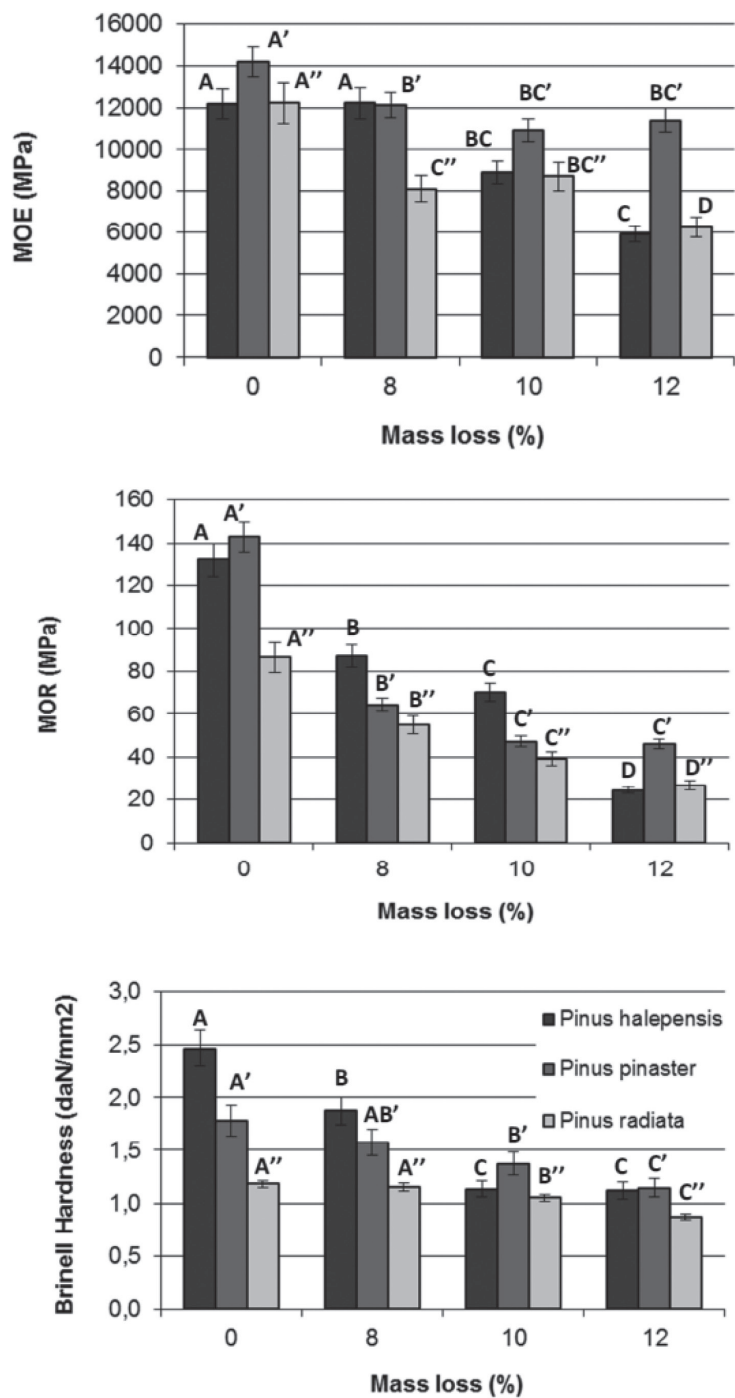 16000
14000
12000
10000
8000
6000
4000
2000
0
MOE (MPa)
A A’ A’’
A B’ C’’
BC BC’ BC’’
C BC’ D
0 8 10 12
Mass loss (%)
160
140
120
100
80
60
40
20
0
MOR (MPa)
A A’ A’’
B B’ B’’
C C’ C’’
D C’ D’’
0 8 10 12
Mass loss (%)
3,0
2,5
2,0
1,5
1,0
0,5
0,0
Brinell Hardness (daN/mm2)
A A’ A’’
B AB’ A’’
C B’ B’’
C C’ C’’
Pinus halepensis
Pinus pinaster
Pinus radiata
0 8 10 12
Mass loss (%)